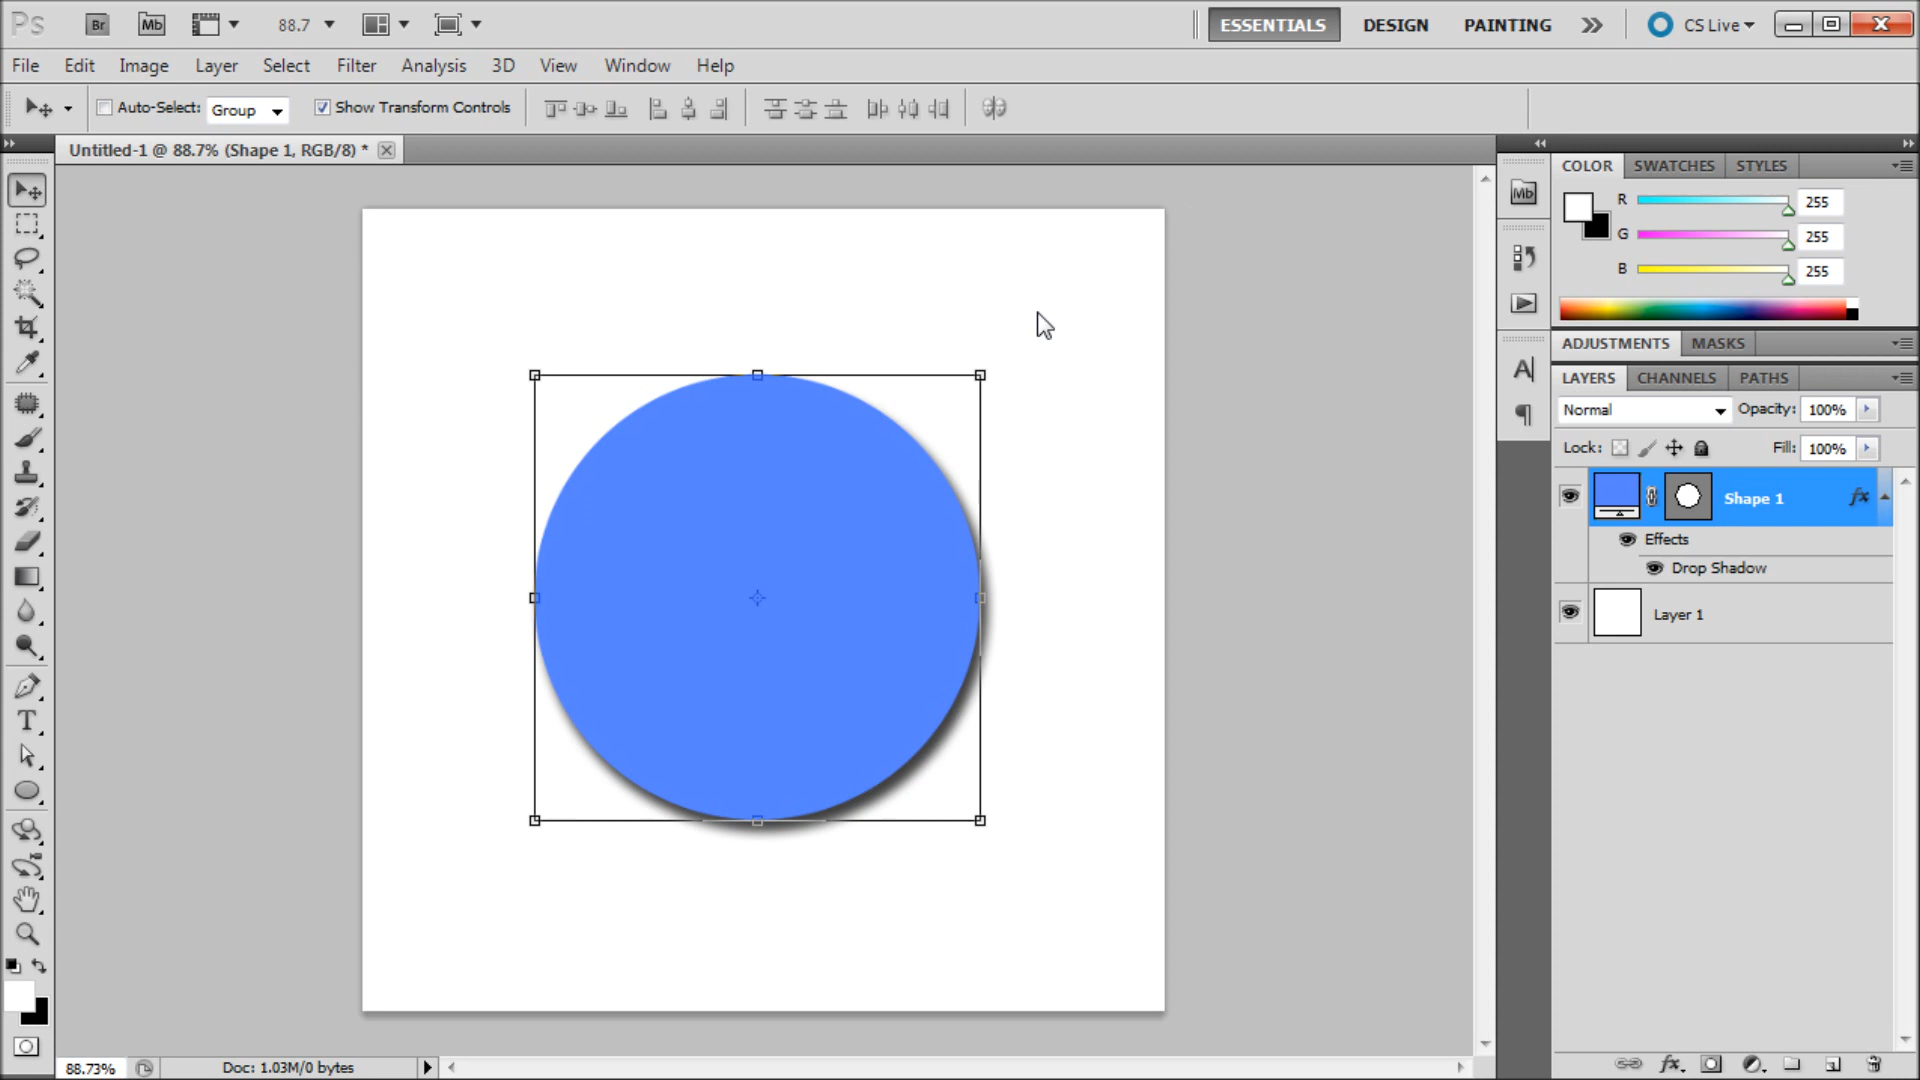 Ps Br Mb 88.7 ESSENTIALS DESIGN PAINTING CS Live
File Edit Image Layer Select Filter Analysis 3D View Window Help
Auto-Select: Group Show Transform Controls
Untitled-1 @ 88.7% (Shape 1, RGB/8) *
COLOR SWATCHES STYLES
Mb
R 255
G 255
B 255
ADJUSTMENTS MASKS
LAYERS CHANNELS PATHS
Normal Opacity: 100%
Lock: Fill: 100%
Shape 1 fx
Effects
Drop Shadow
Layer 1
88.73% Doc: 1.03M/0 bytes
fx